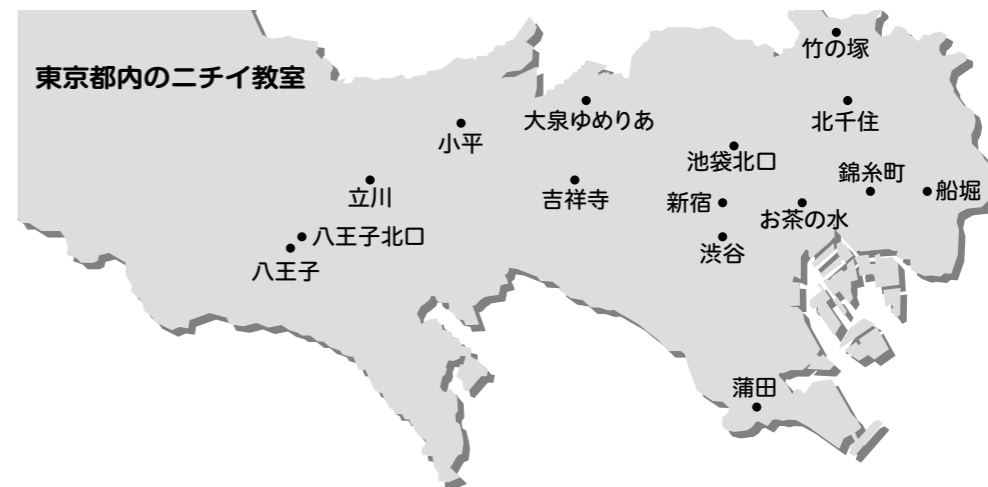 東京都内のニチイ教室
竹の塚
大泉ゆめりあ
北千住
小平
池袋北口
錦糸町
立川
吉祥寺
新宿
船堀
お茶の水
八王子北口
渋谷
八王子
蒲田